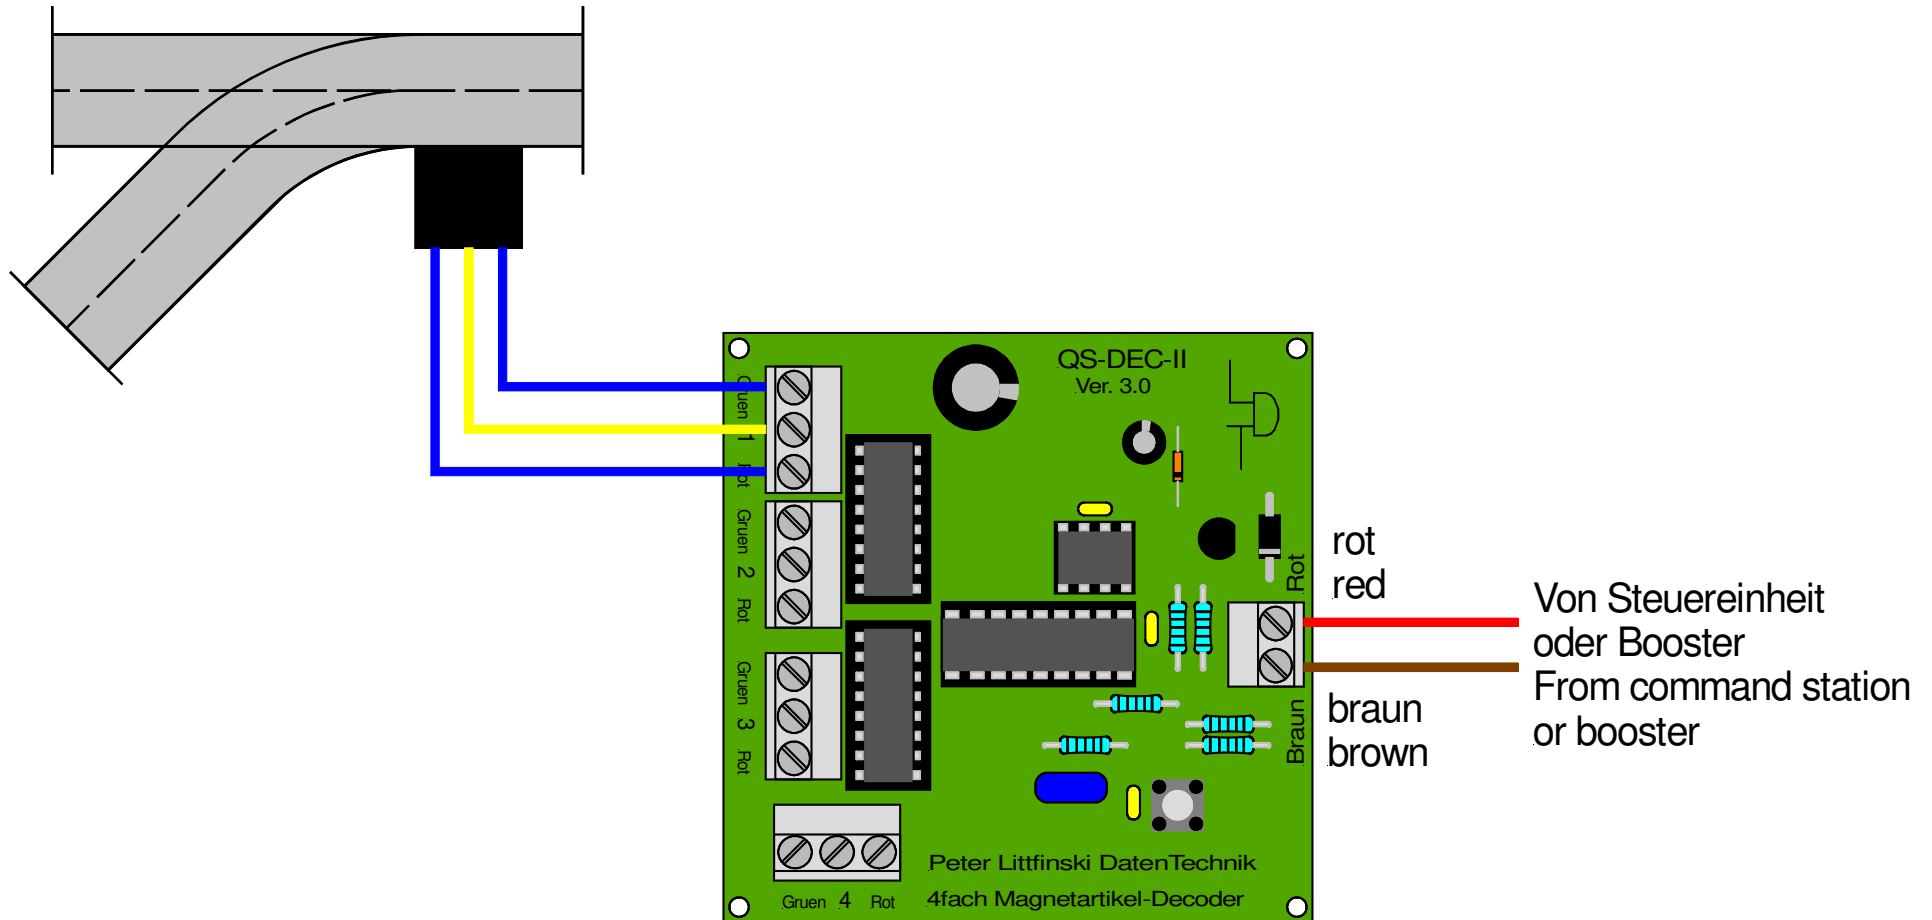 QS-DEC-II
Ver. 3.0
Gruen 1 Rot
Gruen 2 Rot
Gruen 3 Rot
Gruen 4 Rot
Rot
Braun
rot
red
braun
brown
Von Steuereinheit
oder Booster
From command station
or booster
Peter Littfinski DatenTechnik
4fach Magnetartikel-Decoder